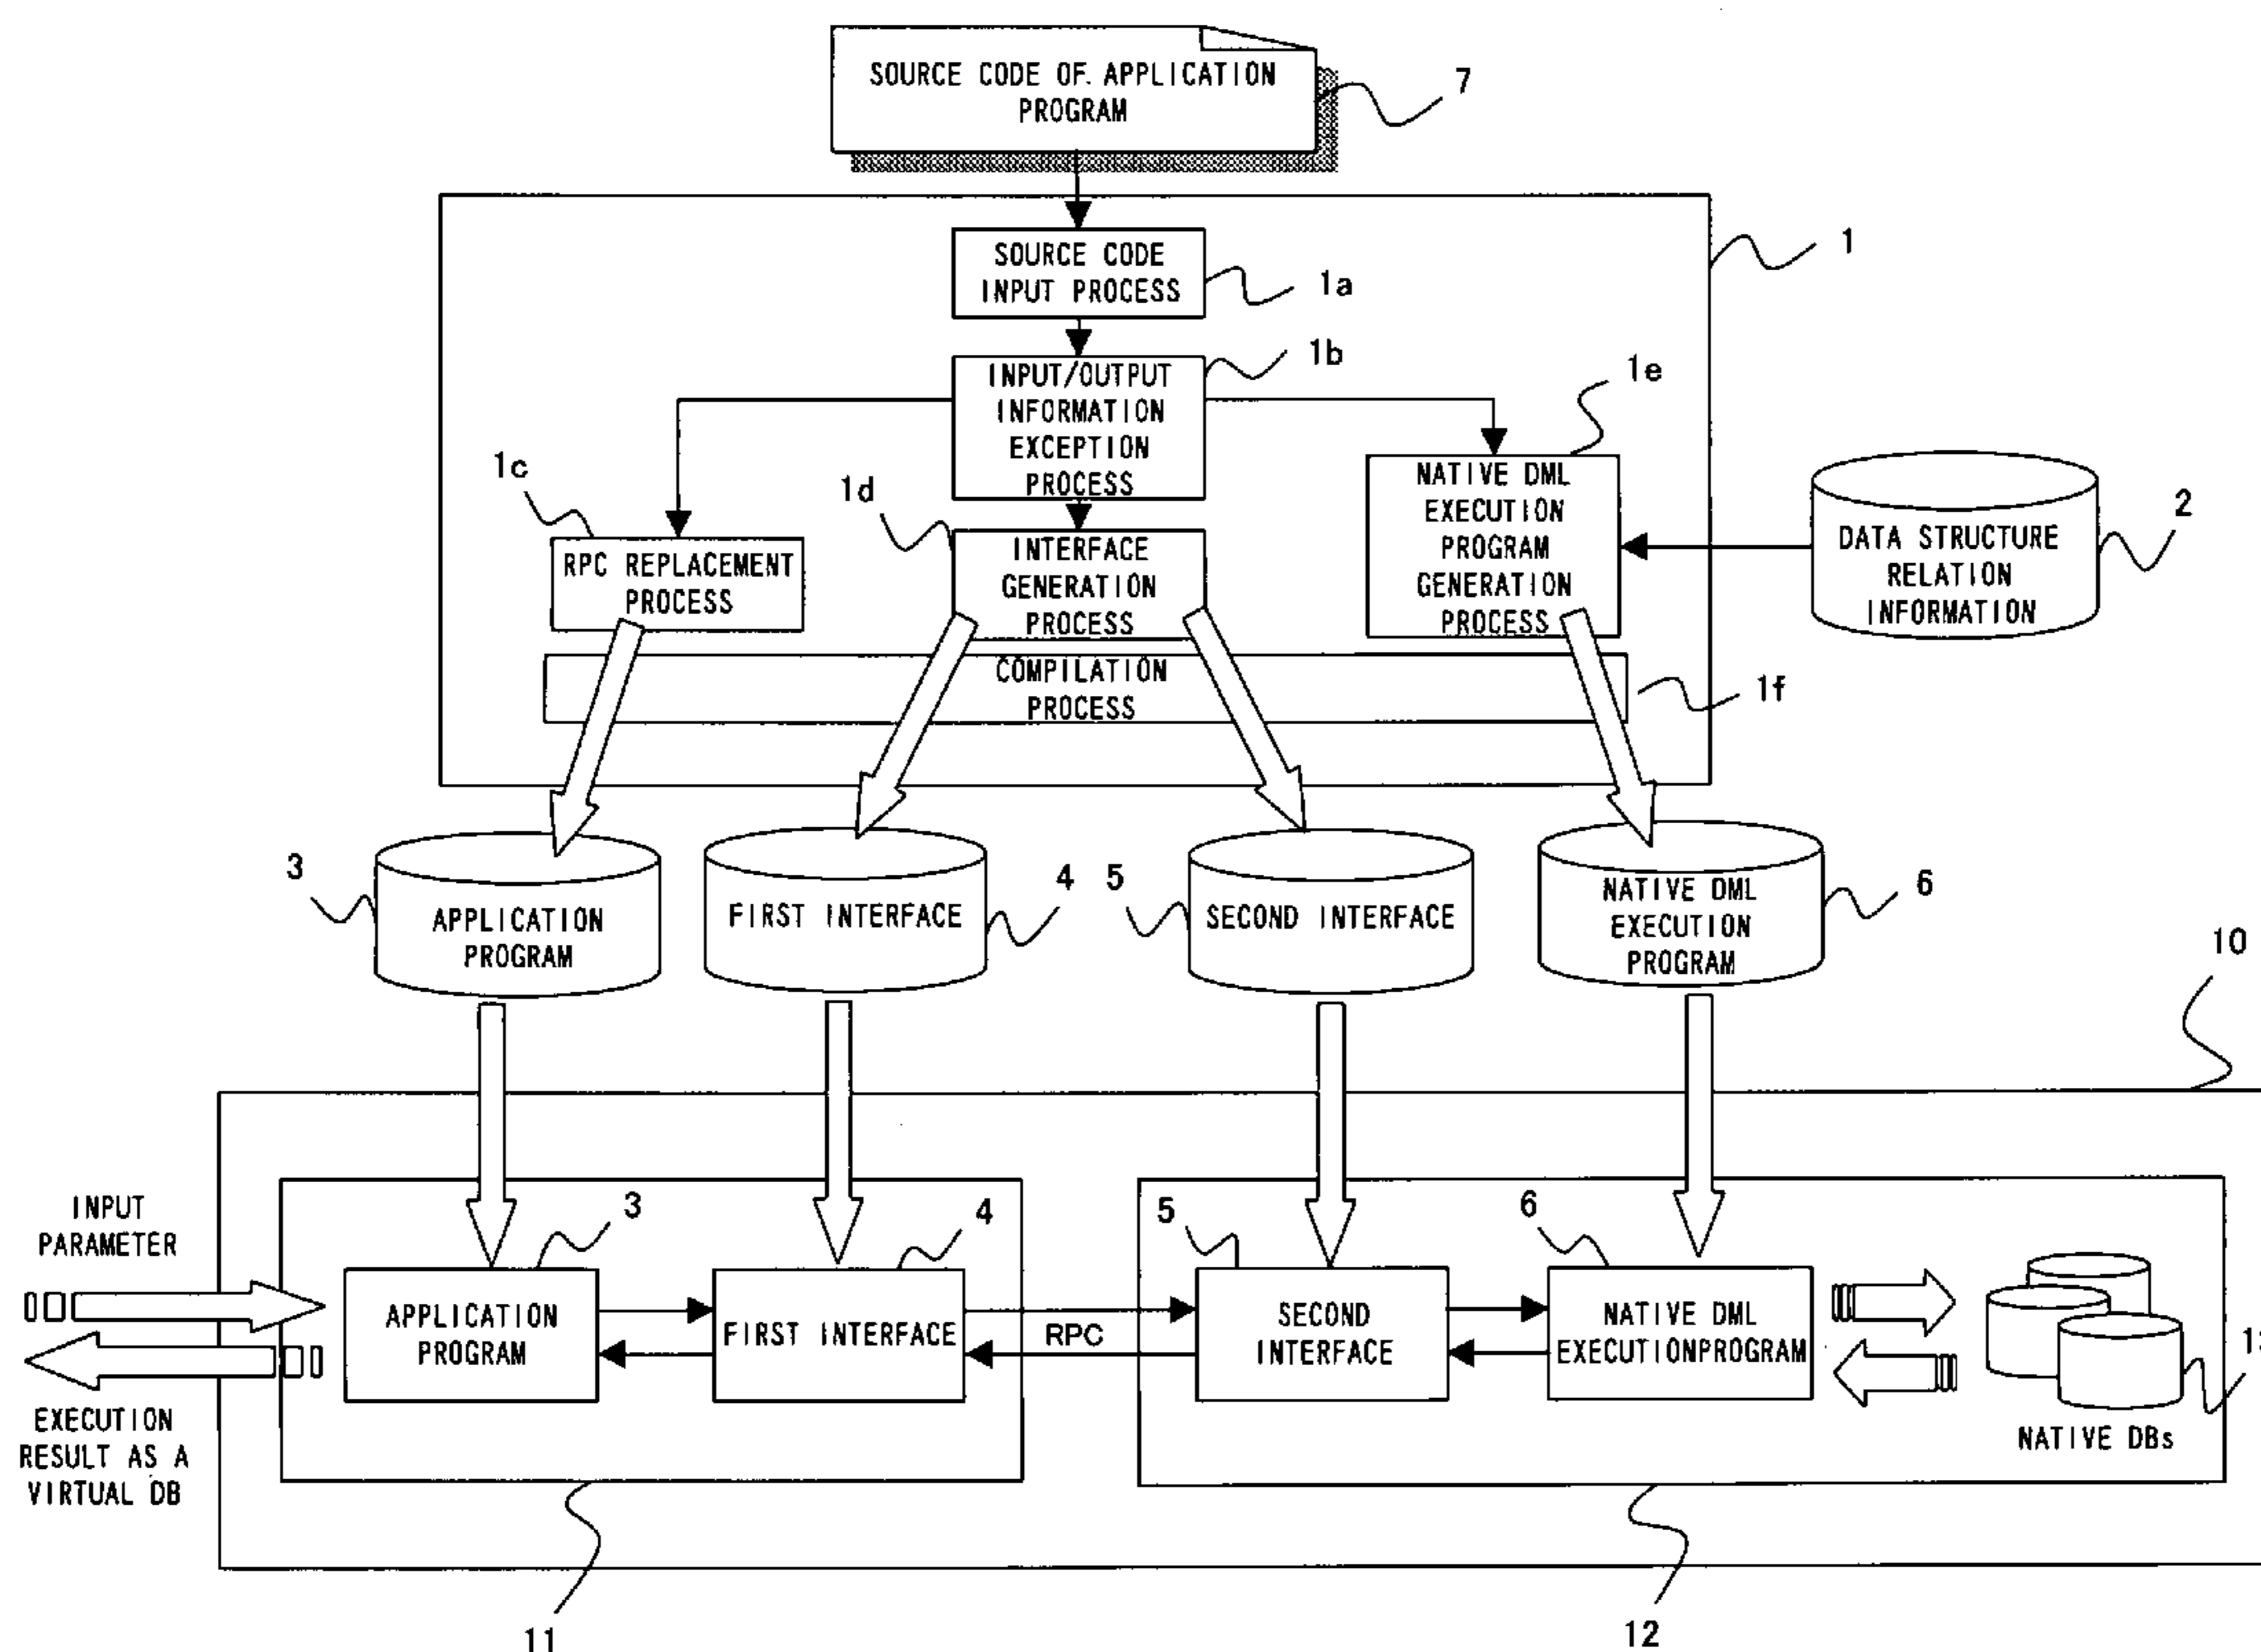 SOURCE CODE OF. APPLICATION
PROGRAM
7
1
SOURCE CODE
INPUT PROCESS
1a
INPUT/OUTPUT
INFORMATION
EXCEPTION
PROCESS
1b
1e
1c
1d
NATIVE DML
EXECUTION
PROGRAM
GENERATION
PROCESS
2
DATA STRUCTURE
RELATION
INFORMATION
RPC REPLACEMENT
PROCESS
INTERFACE
GENERATION
PROCESS
COMPILATION
PROCESS
1f
3
APPLICATION
PROGRAM
FIRST INTERFACE
4
5
SECOND INTERFACE
NATIVE DML
EXECUTION
PROGRAM
6
10
INPUT
PARAMETER
3
4
5
6
APPLICATION
PROGRAM
FIRST INTERFACE
RPC
SECOND
INTERFACE
NATIVE DML
EXECUTIONPROGRAM
NATIVE DBs
EXECUTION
RESULT AS A
VIRTUAL DB
11
12